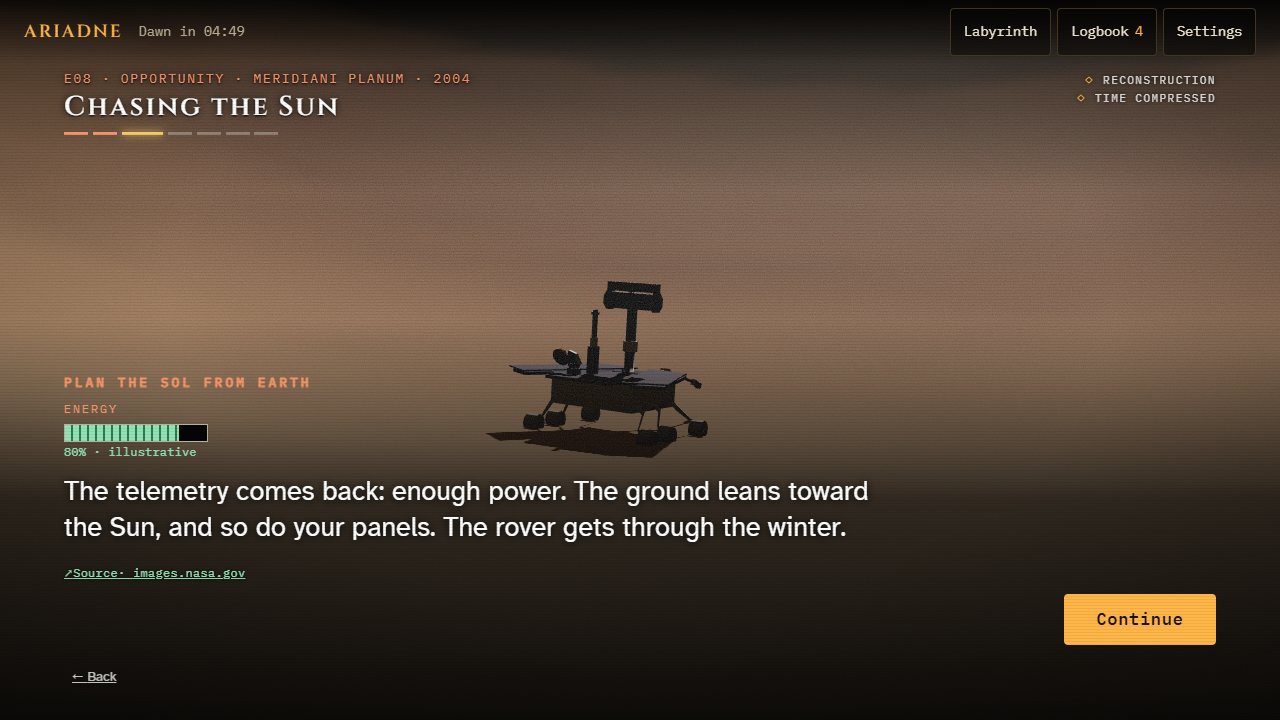 ARIADNE Dawn in 04:49
Labyrinth
Logbook 4
Settings
E08 · OPPORTUNITY · MERIDIANI PLANUM · 2004
Chasing the Sun
◇ RECONSTRUCTION
◇ TIME COMPRESSED
PLAN THE SOL FROM EARTH
ENERGY
80% · illustrative
The telemetry comes back: enough power. The ground leans toward
the Sun, and so do your panels. The rover gets through the winter.
↗Source· images.nasa.gov
Continue
← Back